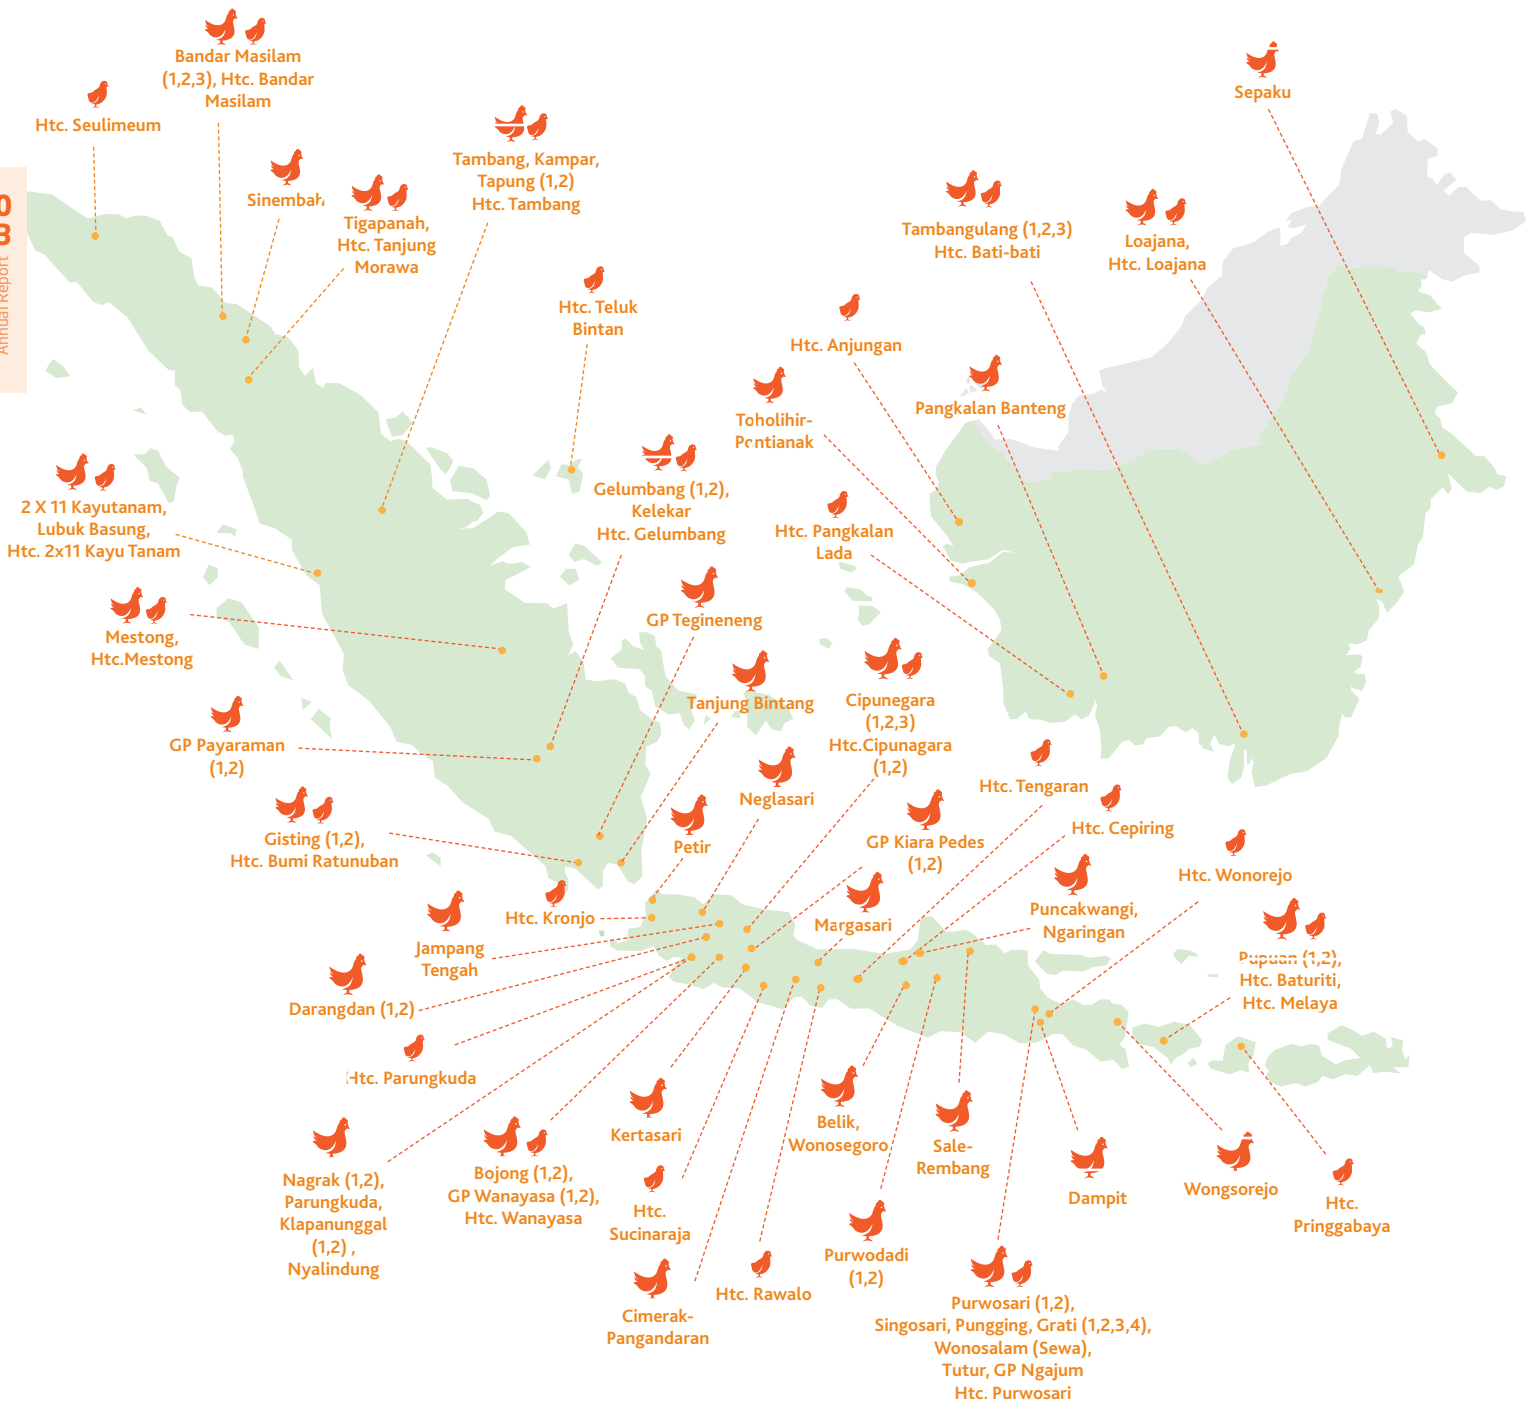 Bandar Masilam
(1,2,3), Htc. Bandar
Masilam
Htc. Seulimeum
Sinembah
Tigapanah,
Htc. Tanjung
Morawa
Tambang, Kampar,
Tapung (1,2)
Htc. Tambang
Sepaku
Tambangulang (1,2,3)
Htc. Bati-bati
Loajana,
Htc. Loajana
Annual Report
Htc. Teluk
Bintan
Htc. Anjungan
Toholihir-
Pontianak
Pangkalan Banteng
2 X 11 Kayutanam,
Lubuk Basung,
Htc. 2x11 Kayu Tanam
Gelumbang (1,2),
Kelekar
Htc. Gelumbang
Htc. Pangkalan
Lada
Mestong,
Htc.Mestong
GP Tegineneng
Tanjung Bintang
Cipunegara
(1,2,3)
Htc.Cipunagara
(1,2)
GP Payaraman
(1,2)
Neglasari
Htc. Tengaran
Gisting (1,2),
Htc. Bumi Ratunuban
Petir
GP Kiara Pedes
(1,2)
Htc. Cepiring
Htc. Wonorejo
Htc. Kronjo
Margasari
Puncakwangi,
Ngaringan
Jampang
Tengah
Pupuan (1,2),
Htc. Baturiti,
Htc. Melaya
Darangdan (1,2)
Htc. Parungkuda
Kertasari
Belik,
Wonosegoro
Sale-
Rembang
Dampit
Wongsorejo
Htc.
Pringgabaya
Nagrak (1,2),
Parungkuda,
Klapanunggal
(1,2) ,
Nyalindung
Bojong (1,2),
GP Wanayasa (1,2),
Htc. Wanayasa
Htc.
Sucinaraja
Purwodadi
(1,2)
Cimerak-
Pangandaran
Htc. Rawalo
Purwosari (1,2),
Singosari, Pungging, Grati (1,2,3,4),
Wonosalam (Sewa),
Tutur, GP Ngajum
Htc. Purwosari